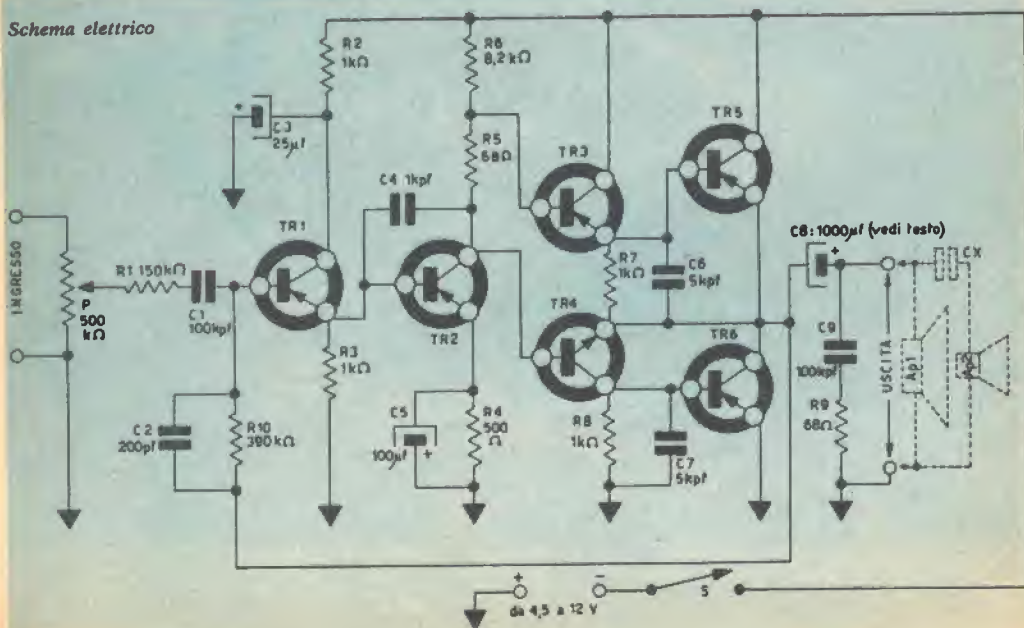 Schema elettrico
R2
1kΩ
R6
8,2kΩ
+
C3
25µf
R5
68Ω
TR3
TR5
C4 1kpf
C8: 1000µf (vedi testo)
+
CX
INGRESSO
TR1
R1 150kΩ
P
500
kΩ
C1
100kpf
TR2
R7
1kΩ
C6
5kpf
TR4
TR6
C9
100kpf
USCITA
Ap1
Ap2
R3
1kΩ
C2
200pf
R10
390kΩ
C5
100µf
+
R4
500
Ω
R8
1kΩ
C7
5kpf
R9
68Ω
+
−
S
da 4,5 a 12 V